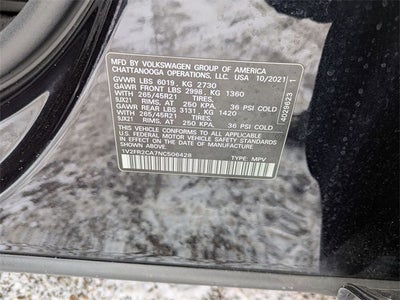 MFD BY VOLKSWAGEN GROUP OF AMERICA
CHATTANOOGA OPERATIONS, LLC. USA 10/2021
GVWR LBS 6019, KG 2730
GAWR FRONT LBS 2998, KG 1360
WITH 265/45R21 TIRES,
9JX21 RIMS, AT 250 KPA, 36 PSI COLD
GAWR REAR LBS 3131, KG 1420
WITH 265/45R21 TIRES,
9JX21 RIMS, AT 250 KPA, 36 PSI COLD
THIS VEHICLE CONFORMS TO ALL APPLICABLE
FEDERAL MOTOR VEHICLE SAFETY STANDARDS
IN EFFECT ON THE DATE OF MANUFACTURE
SHOWN ABOVE.
1V2FR2CA7NC506428 TYPE: MPV
4029623 1